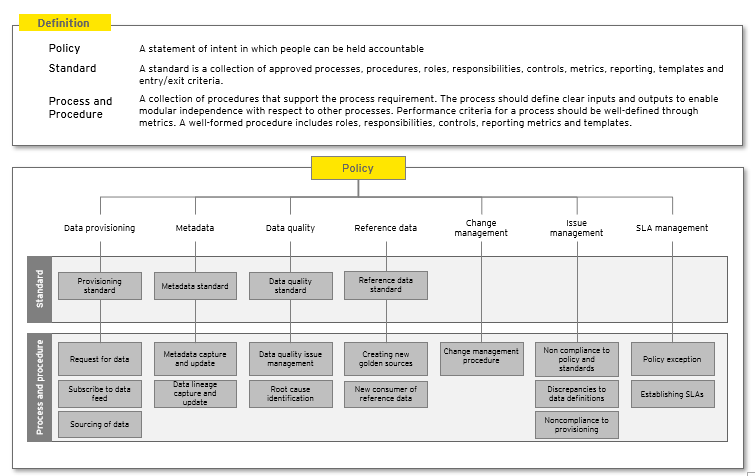 Definition
Policy
A statement of intent in which people can be held accountable
Standard
A standard is a collection of approved processes, procedures, roles, responsibilities, controls, metrics, reporting, templates and
entry/exit criteria.
Process and
Procedure
A collection of procedures that support the process requirement. The process should define clear inputs and outputs to enable
modular independence with respect to other processes. Performance criteria for a process should be well-defined through
metrics. A well-formed procedure includes roles, responsibilities, controls, reporting metrics and templates.
Policy
Data provisioning
Metadata
Data quality
Reference data
Change
management
Issue
management
SLA management
Standard
Provisioning
standard
Metadata standard
Data quality
standard
Reference data
standard
Process and procedure
Request for data
Metadata capture
and update
Data quality issue
management
Creating new
golden sources
Change management
procedure
Non compliance to
policy and
standards
Policy exception
Subscribe to data
feed
Data lineage
capture and
update
Root cause
identification
New consumer of
reference data
Discrepancies to
data definitions
Establishing SLAs
Sourcing of data
Noncompliance to
provisioning